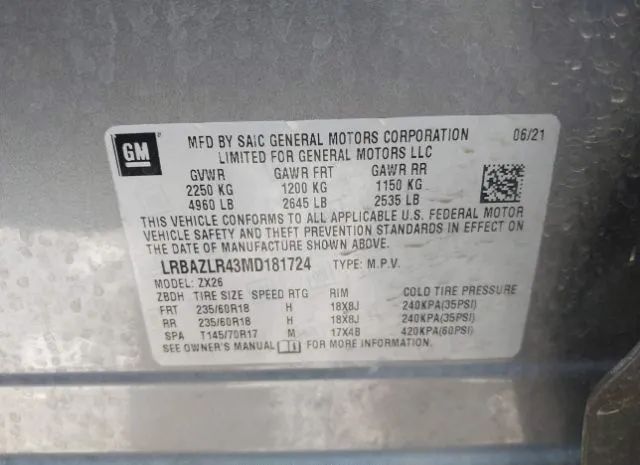 GM
MFD BY SAIC GENERAL MOTORS CORPORATION 06/21
LIMITED FOR GENERAL MOTORS LLC
GVWR GAWR FRT GAWR RR
2250 KG 1200 KG 1150 KG
4960 LB 2645 LB 2535 LB
THIS VEHICLE CONFORMS TO ALL APPLICABLE U.S. FEDERAL MOTOR
VEHICLE SAFETY AND THEFT PREVENTION STANDARDS IN EFFECT ON
THE DATE OF MANUFACTURE SHOWN ABOVE.
LRBAZLR43MD181724 TYPE: M.P.V.
MODEL: ZX26
ZBDH TIRE SIZE SPEED RTG RIM COLD TIRE PRESSURE
FRT 235/60R18 H 18X8J 240KPA(35PSI)
RR 235/60R18 H 18X8J 240KPA(35PSI)
SPA T145/70R17 M 17X4B 420KPA(60PSI)
SEE OWNER'S MANUAL FOR MORE INFORMATION.